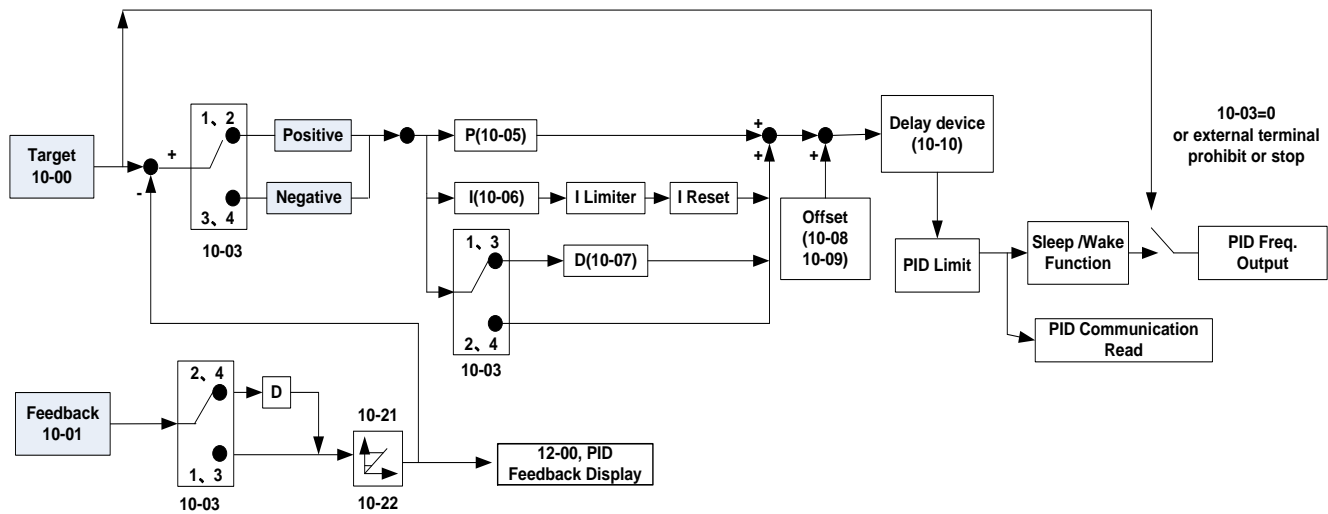 10-03=0
or external terminal
prohibit or stop
Target
10-00
+
-
1、2
3、4
10-03
Positive
Negative
P(10-05)
I(10-06)
I Limiter
I Reset
1、3
2、4
10-03
D(10-07)
+
+
+
Offset
(10-08
10-09)
Delay device
(10-10)
PID Limit
Sleep /Wake
Function
PID Freq.
Output
PID Communication
Read
Feedback
10-01
2、4
1、3
10-03
D
10-21
10-22
12-00, PID
Feedback Display